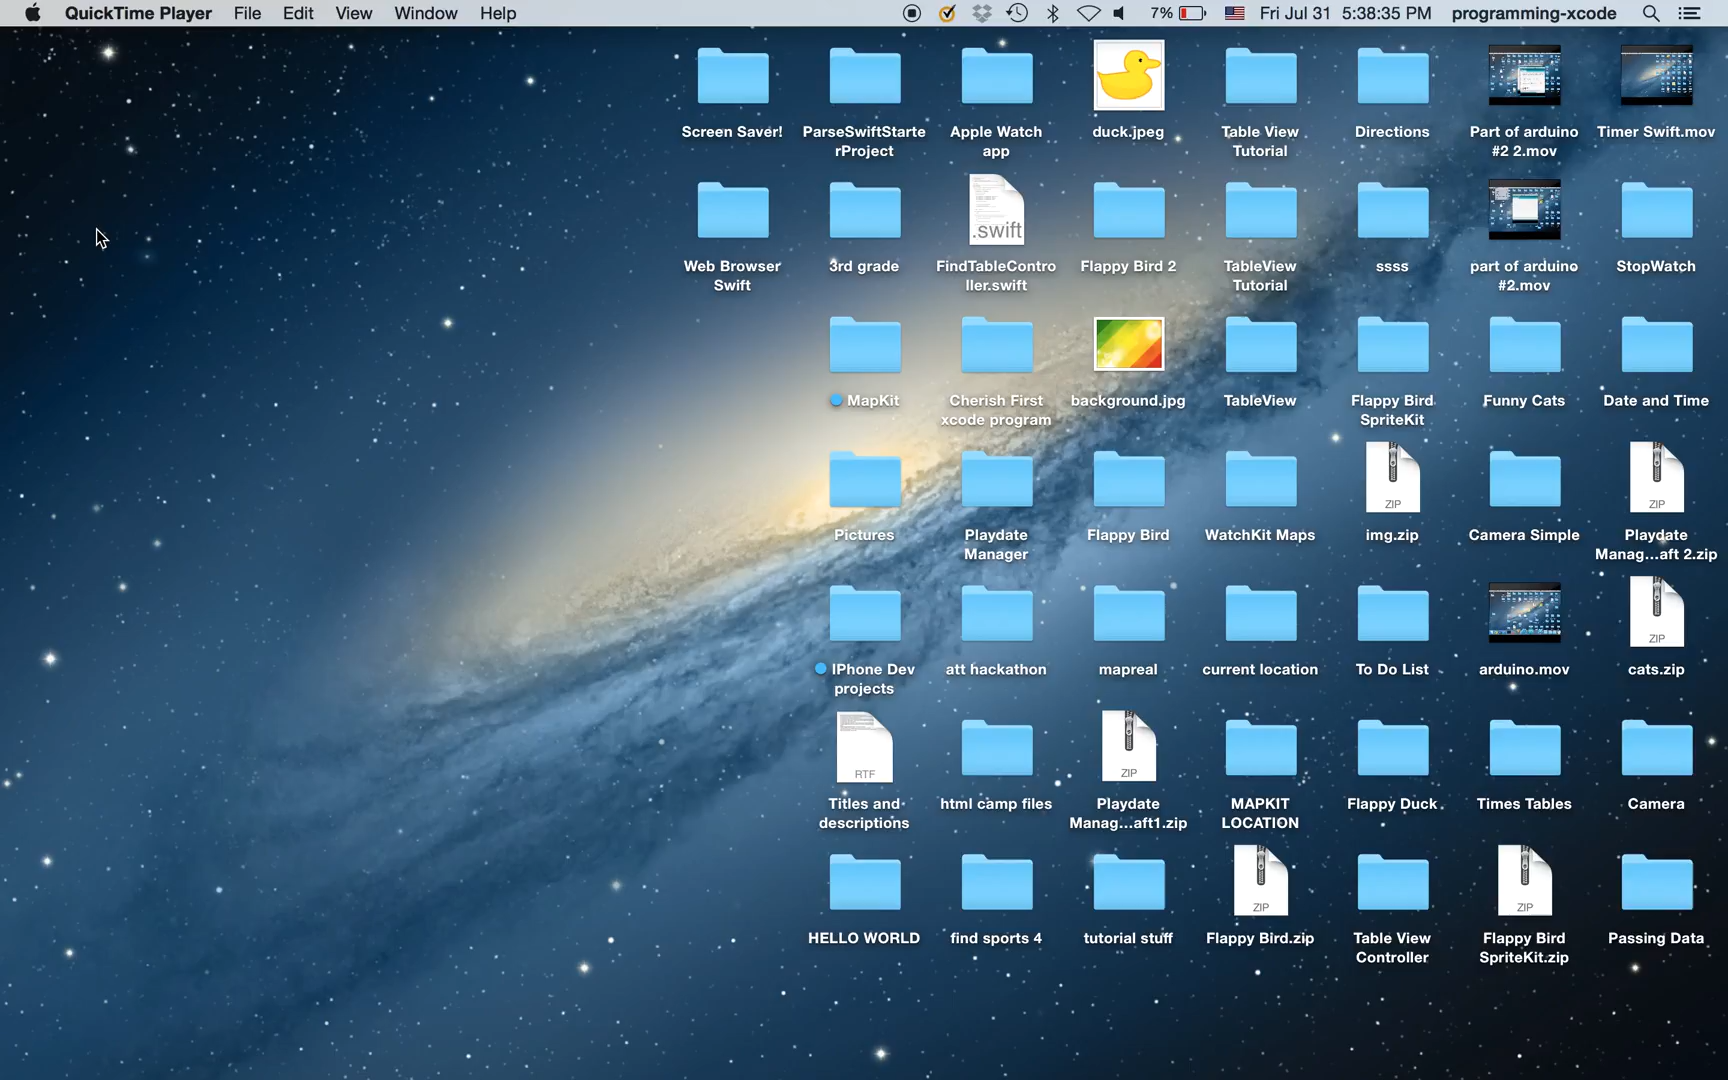 QuickTime Player File Edit View Window Help 7% Fri Jul 31 5:38:35 PM programming-xcode
Screen Saver!
ParseSwiftStarte
rProject
Apple Watch
app
duck.jpeg
Table View
Tutorial
Directions
Part of arduino
#2 2.mov
Timer Swift.mov
Web Browser
Swift
3rd grade
.swift
FindTableContro
ller.swift
Flappy Bird 2
TableView
Tutorial
ssss
part of arduino
#2.mov
StopWatch
MapKit
Cherish First
xcode program
background.jpg
TableView
Flappy Bird
SpriteKit
Funny Cats
Date and Time
Pictures
Playdate
Manager
Flappy Bird
WatchKit Maps
ZIP
img.zip
Camera Simple
ZIP
Playdate
Manag...aft 2.zip
IPhone Dev
projects
att hackathon
mapreal
current location
To Do List
arduino.mov
ZIP
cats.zip
RTF
Titles and
descriptions
html camp files
ZIP
Playdate
Manag...aft1.zip
MAPKIT
LOCATION
Flappy Duck
Times Tables
Camera
HELLO WORLD
find sports 4
tutorial stuff
ZIP
Flappy Bird.zip
Table View
Controller
ZIP
Flappy Bird
SpriteKit.zip
Passing Data